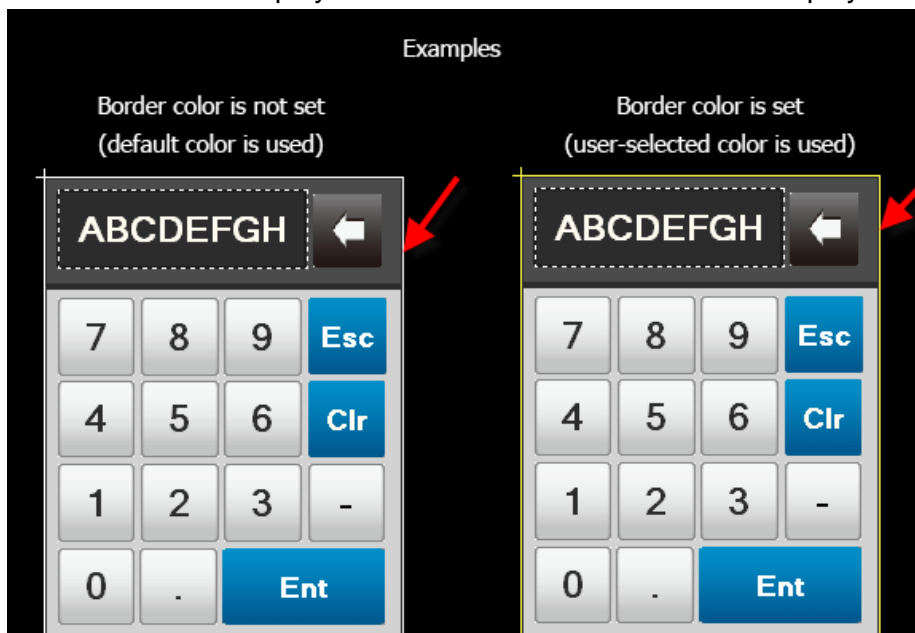 Examples
Border color is not set
(default color is used)
ABCDEFGH
7 8 9 Esc
4 5 6 Clr
1 2 3 -
0 . Ent
Border color is set
(user-selected color is used)
ABCDEFGH
7 8 9 Esc
4 5 6 Clr
1 2 3 -
0 . Ent